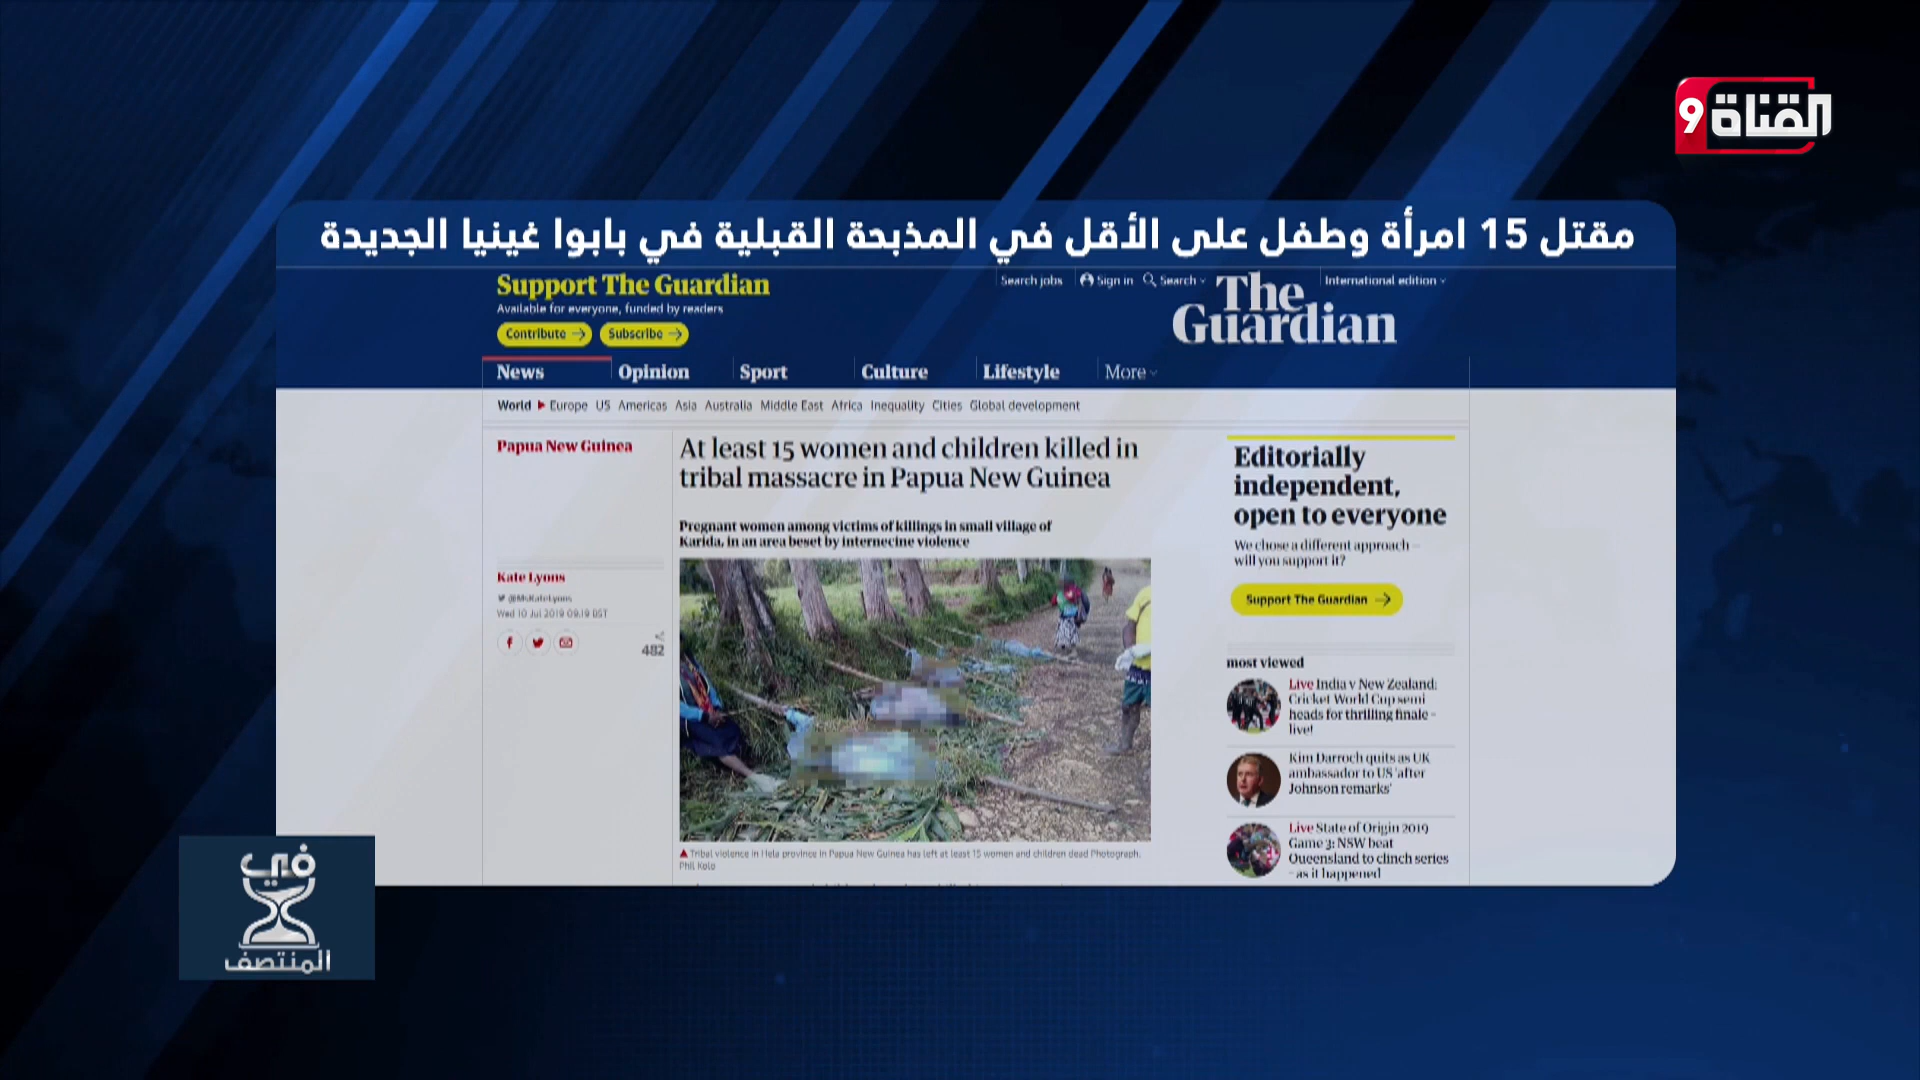 القناة 9
مقتل 15 امرأة وطفل على الأقل في المذبحة القبلية في بابوا غينيا الجديدة
Support The Guardian
Available for everyone, funded by readers
Contribute →
Subscribe →
Search jobs
Sign in
Search
International edition
The
Guardian
News
Opinion
Sport
Culture
Lifestyle
More
World
Europe
US
Americas
Asia
Australia
Middle East
Africa
Inequality
Cities
Global development
Papua New Guinea
At least 15 women and children killed in
tribal massacre in Papua New Guinea
Pregnant women among victims of killings in small village of
Karida, in an area beset by internecine violence
Kate Lyons
@MsKateLyons
Wed 10 Jul 2019 09.19 BST
482
Tribal violence in Hela province in Papua New Guinea has left at least 15 women and children dead Photograph:
Phil Kolo
Editorially
independent,
open to everyone
We chose a different approach –
will you support it?
Support The Guardian →
most viewed
Live India v New Zealand:
Cricket World Cup semi
heads for thrilling finale –
live!
Kim Darroch quits as UK
ambassador to US 'after
Johnson remarks'
Live State of Origin 2019
Game 3: NSW beat
Queensland to clinch series
– as it happened
في
المنتصف